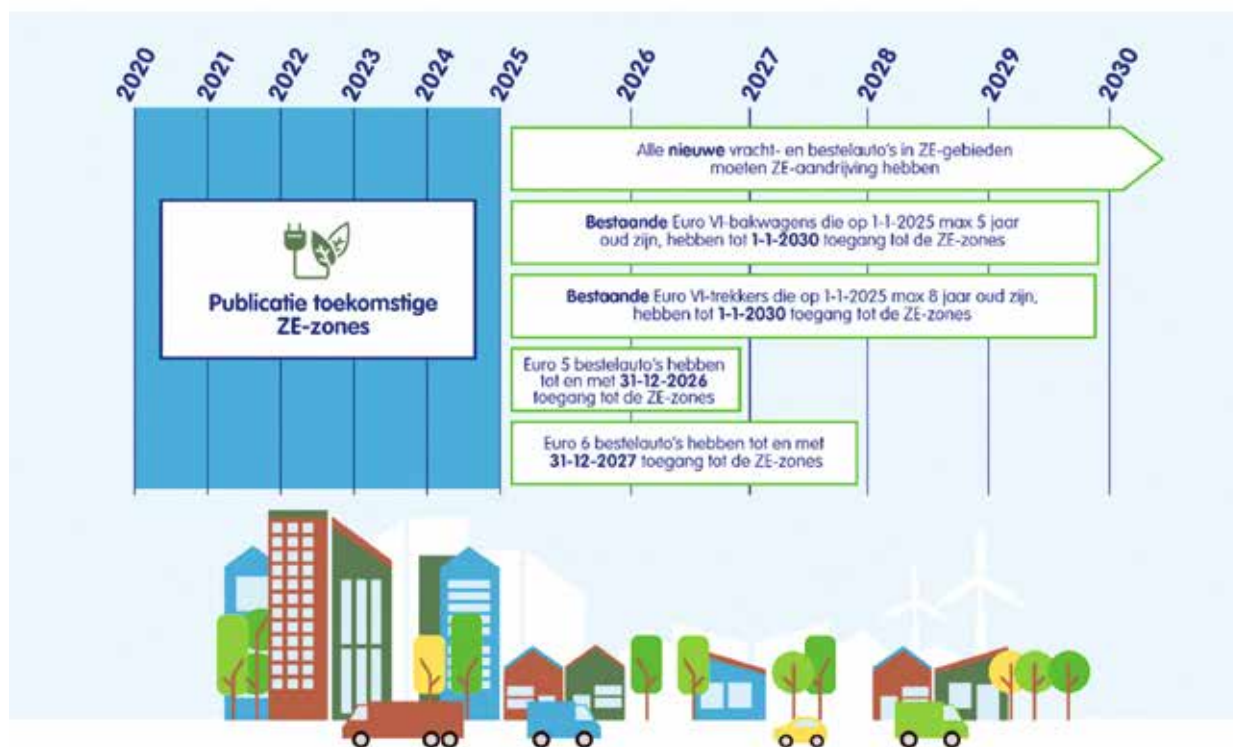 2020 2021 2022 2023 2024 2025 2026 2027 2028 2029 2030
Alle nieuwe vracht- en bestelauto's in ZE-gebieden
moeten ZE-aandrijving hebben
Bestaande Euro VI-bakwagens die op 1-1-2025 max 5 jaar
oud zijn, hebben tot 1-1-2030 toegang tot de ZE-zones
Publicatie toekomstige
ZE-zones
Bestaande Euro VI-trekkers die op 1-1-2025 max 8 jaar oud zijn,
hebben tot 1-1-2030 toegang tot de ZE-zones
Euro 5 bestelauto's hebben
tot en met 31-12-2026
toegang tot de ZE-zones
Euro 6 bestelauto's hebben tot en met
31-12-2027 toegang tot de ZE-zones